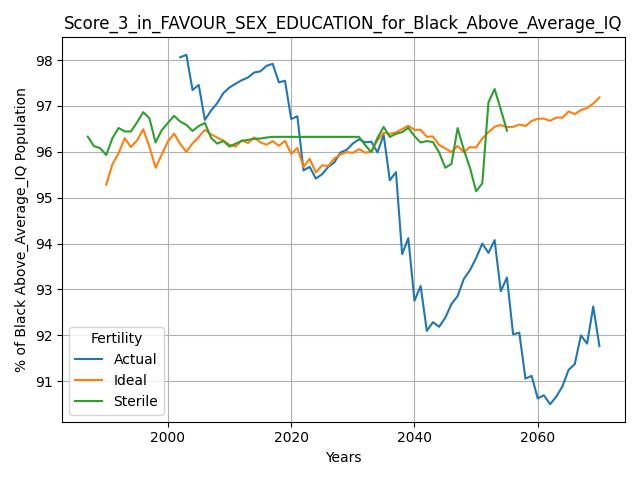 Score_3_in_FAVOUR_SEX_EDUCATION_for_Black_Above_Average_IQ
% of Black Above_Average_IQ Population
98
97
96
95
94
93
92
91
Fertility
Actual
Ideal
Sterile
2000
2020
2040
2060
Years